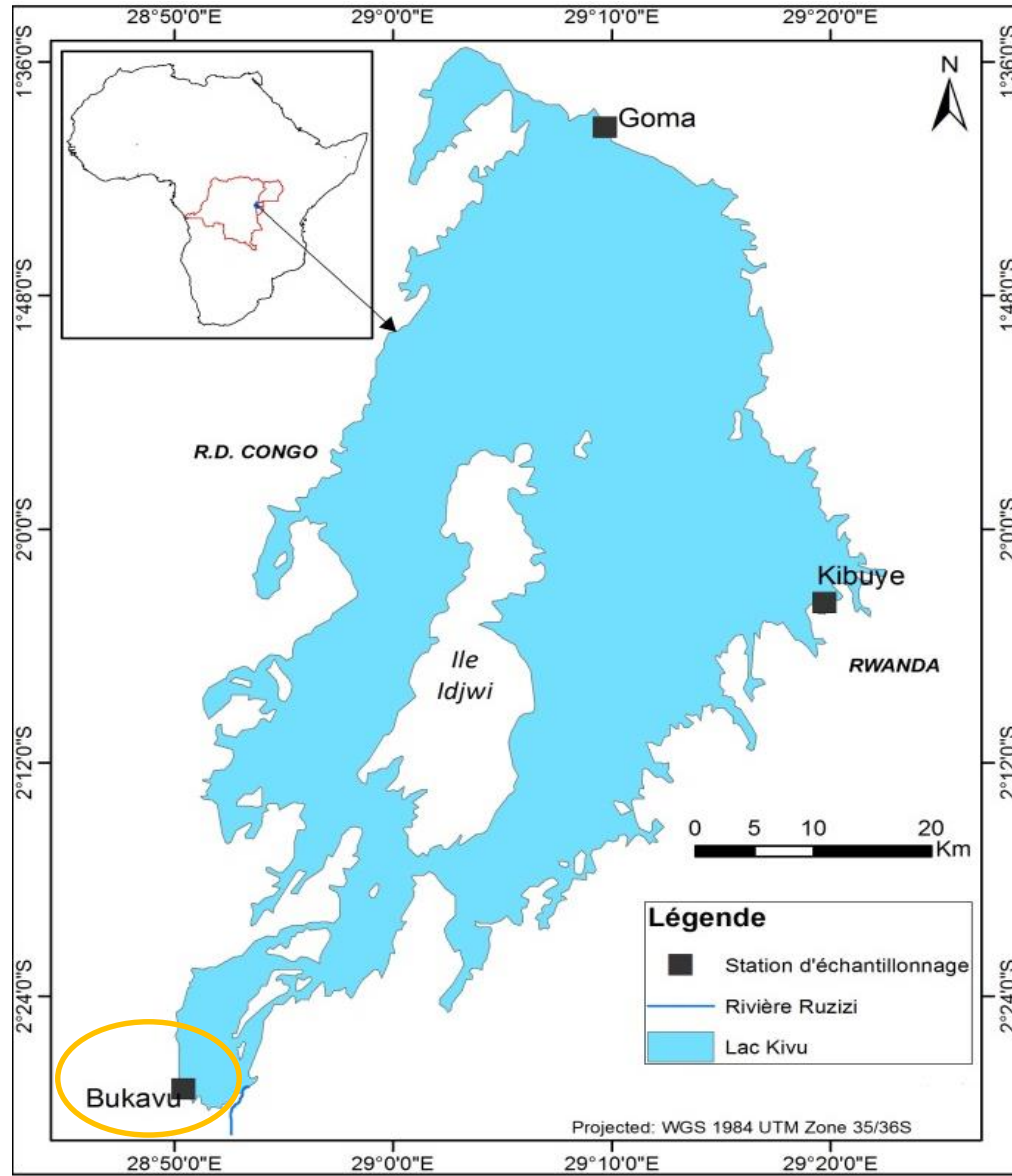 28°50'0"E
29°0'0"E
29°10'0"E
29°20'0"E
1°36'0"S
1°36'0"S
N
Goma
1°48'0"S
1°48'0"S
R.D. CONGO
2°0'0"S
2°0'0"S
Kibuye
Ile
Idjwi
RWANDA
2°12'0"S
2°12'0"S
0 5 10 20
Km
Légende
Station d'échantillonnage
Rivière Ruzizi
Lac Kivu
2°24'0"S
2°24'0"S
Bukavu
Projected: WGS 1984 UTM Zone 35/36S
28°50'0"E
29°0'0"E
29°10'0"E
29°20'0"E